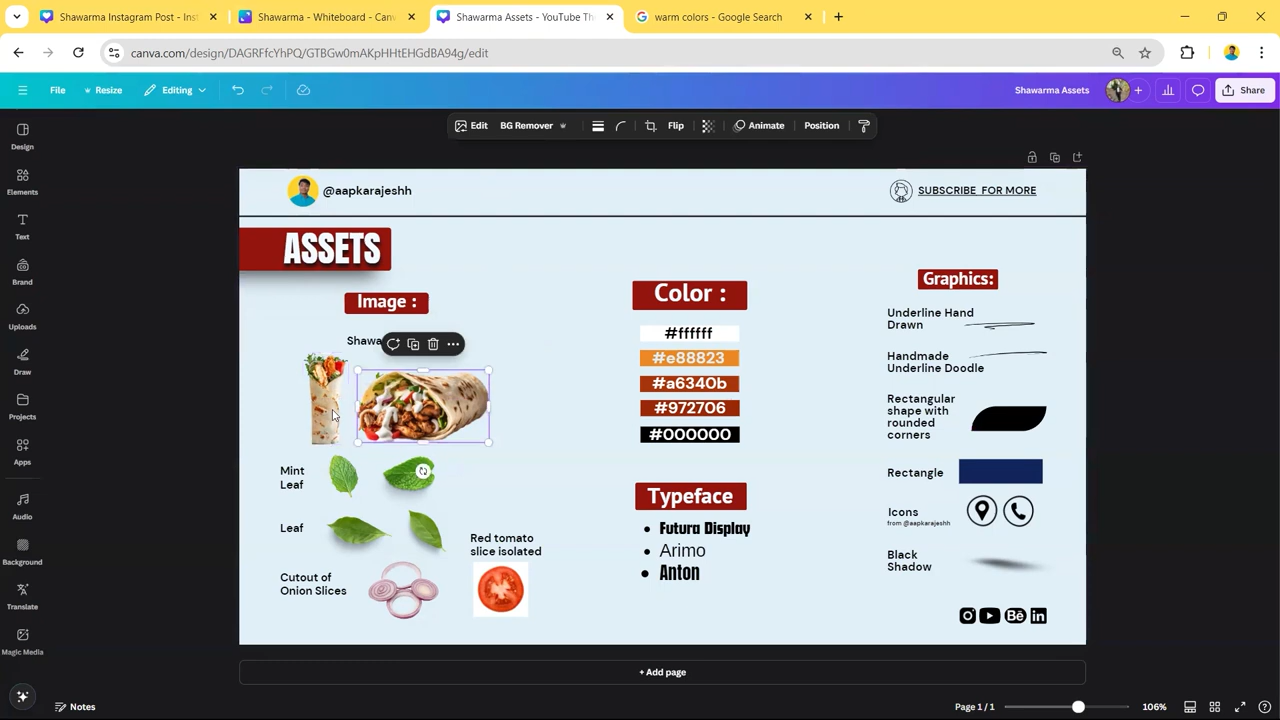 Shawarma Instagram Post - Ins
Shawarma - Whiteboard - Canv
Shawarma Assets - YouTube Th
warm colors - Google Search
canva.com/design/DAGRFfcYhPQ/GTBGw0mAKpHHtEHGdBA94g/edit
File
Resize
Editing
Shawarma Assets
Share
Edit
BG Remover
Flip
Animate
Position
Design
Elements
Text
Brand
Uploads
Draw
Projects
Apps
Audio
Background
Translate
Magic Media
@aapkarajeshh
SUBSCRIBE FOR MORE
ASSETS
Image :
Shawa
Mint
Leaf
Leaf
Cutout of
Onion Slices
Red tomato
slice isolated
Color :
#ffffff
#e88823
#a6340b
#972706
#000000
Typeface
Futura Display
Arimo
Anton
Graphics:
Underline Hand
Drawn
Handmade
Underline Doodle
Rectangular
shape with
rounded
corners
Rectangle
Icons
from @aapkarajeshh
Black
Shadow
Bē
in
+ Add page
Notes
Page 1 / 1
106%